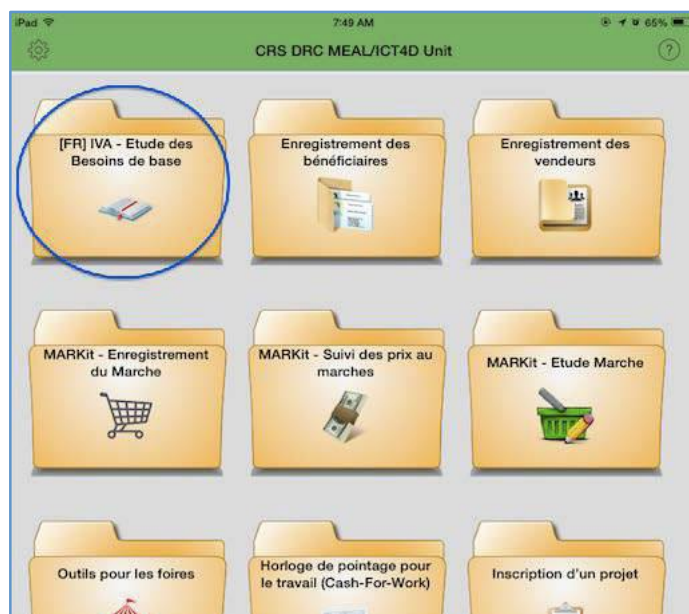 iPad
7:49 AM
65%
CRS DRC MEAL/ICT4D Unit
?
[FR] IVA - Etude des
Besoins de base
Enregistrement des
bénéficiaires
Enregistrement des
vendeurs
MARKit - Enregistrement
du Marche
MARKit - Suivi des prix au
marches
MARKit - Etude Marche
Outils pour les foires
Horloge de pointage pour
le travail (Cash-For-Work)
Inscription d'un projet